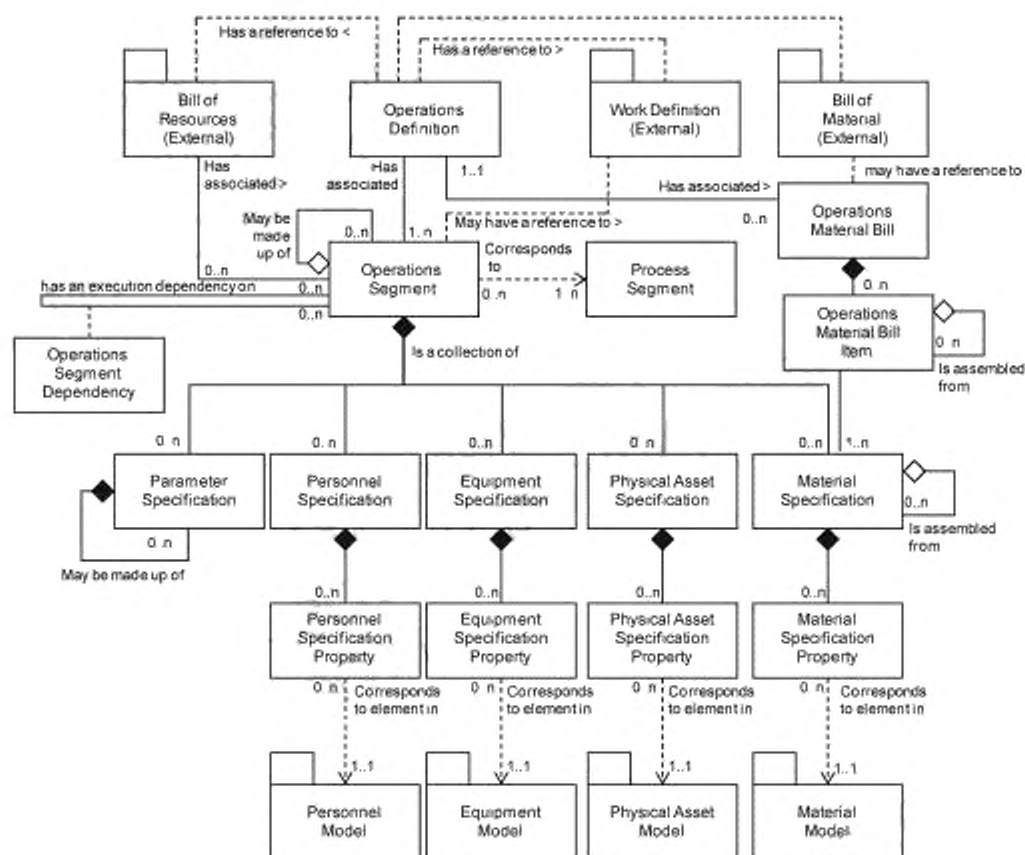 Has a reference to <
Has a reference to >
Bill of
Resources
(External)
Operations
Definition
Work Definition
(External)
Bill of
Material
(External)
Has
associated >
Has
associated
1..1
Has associated >
may have a reference to
0..n
Operations
Material Bill
May be
made
up of
0..n
1..n
May have a reference to >
0..n
has an execution dependency on
0..n
0..n
Operations
Segment
Corresponds
to
0..n
1 n
Process
Segment
0..n
Operations
Material Bill
Item
0 n
Is assembled
from
Operations
Segment
Dependency
Is a collection of
0 n
0..n
0..n
0 n
0..n
*..n
Parameter
Specification
Personnel
Specification
Equipment
Specification
Physical Asset
Specification
Material
Specification
0..n
Is assembled
from
0 n
May be made up of
0..n
0..n
0..n
0..n
Personnel
Specification
Property
Equipment
Specification
Property
Physical Asset
Specification
Property
Material
Specification
Property
0 n
Corresponds
to element in
0 n
Corresponds
to element in
0 n
Corresponds
to element in
0 n
Corresponds
to element in
1..1
1..1
1..1
1..1
Personnel
Model
Equipment
Model
Physical Asset
Model
Material
Model